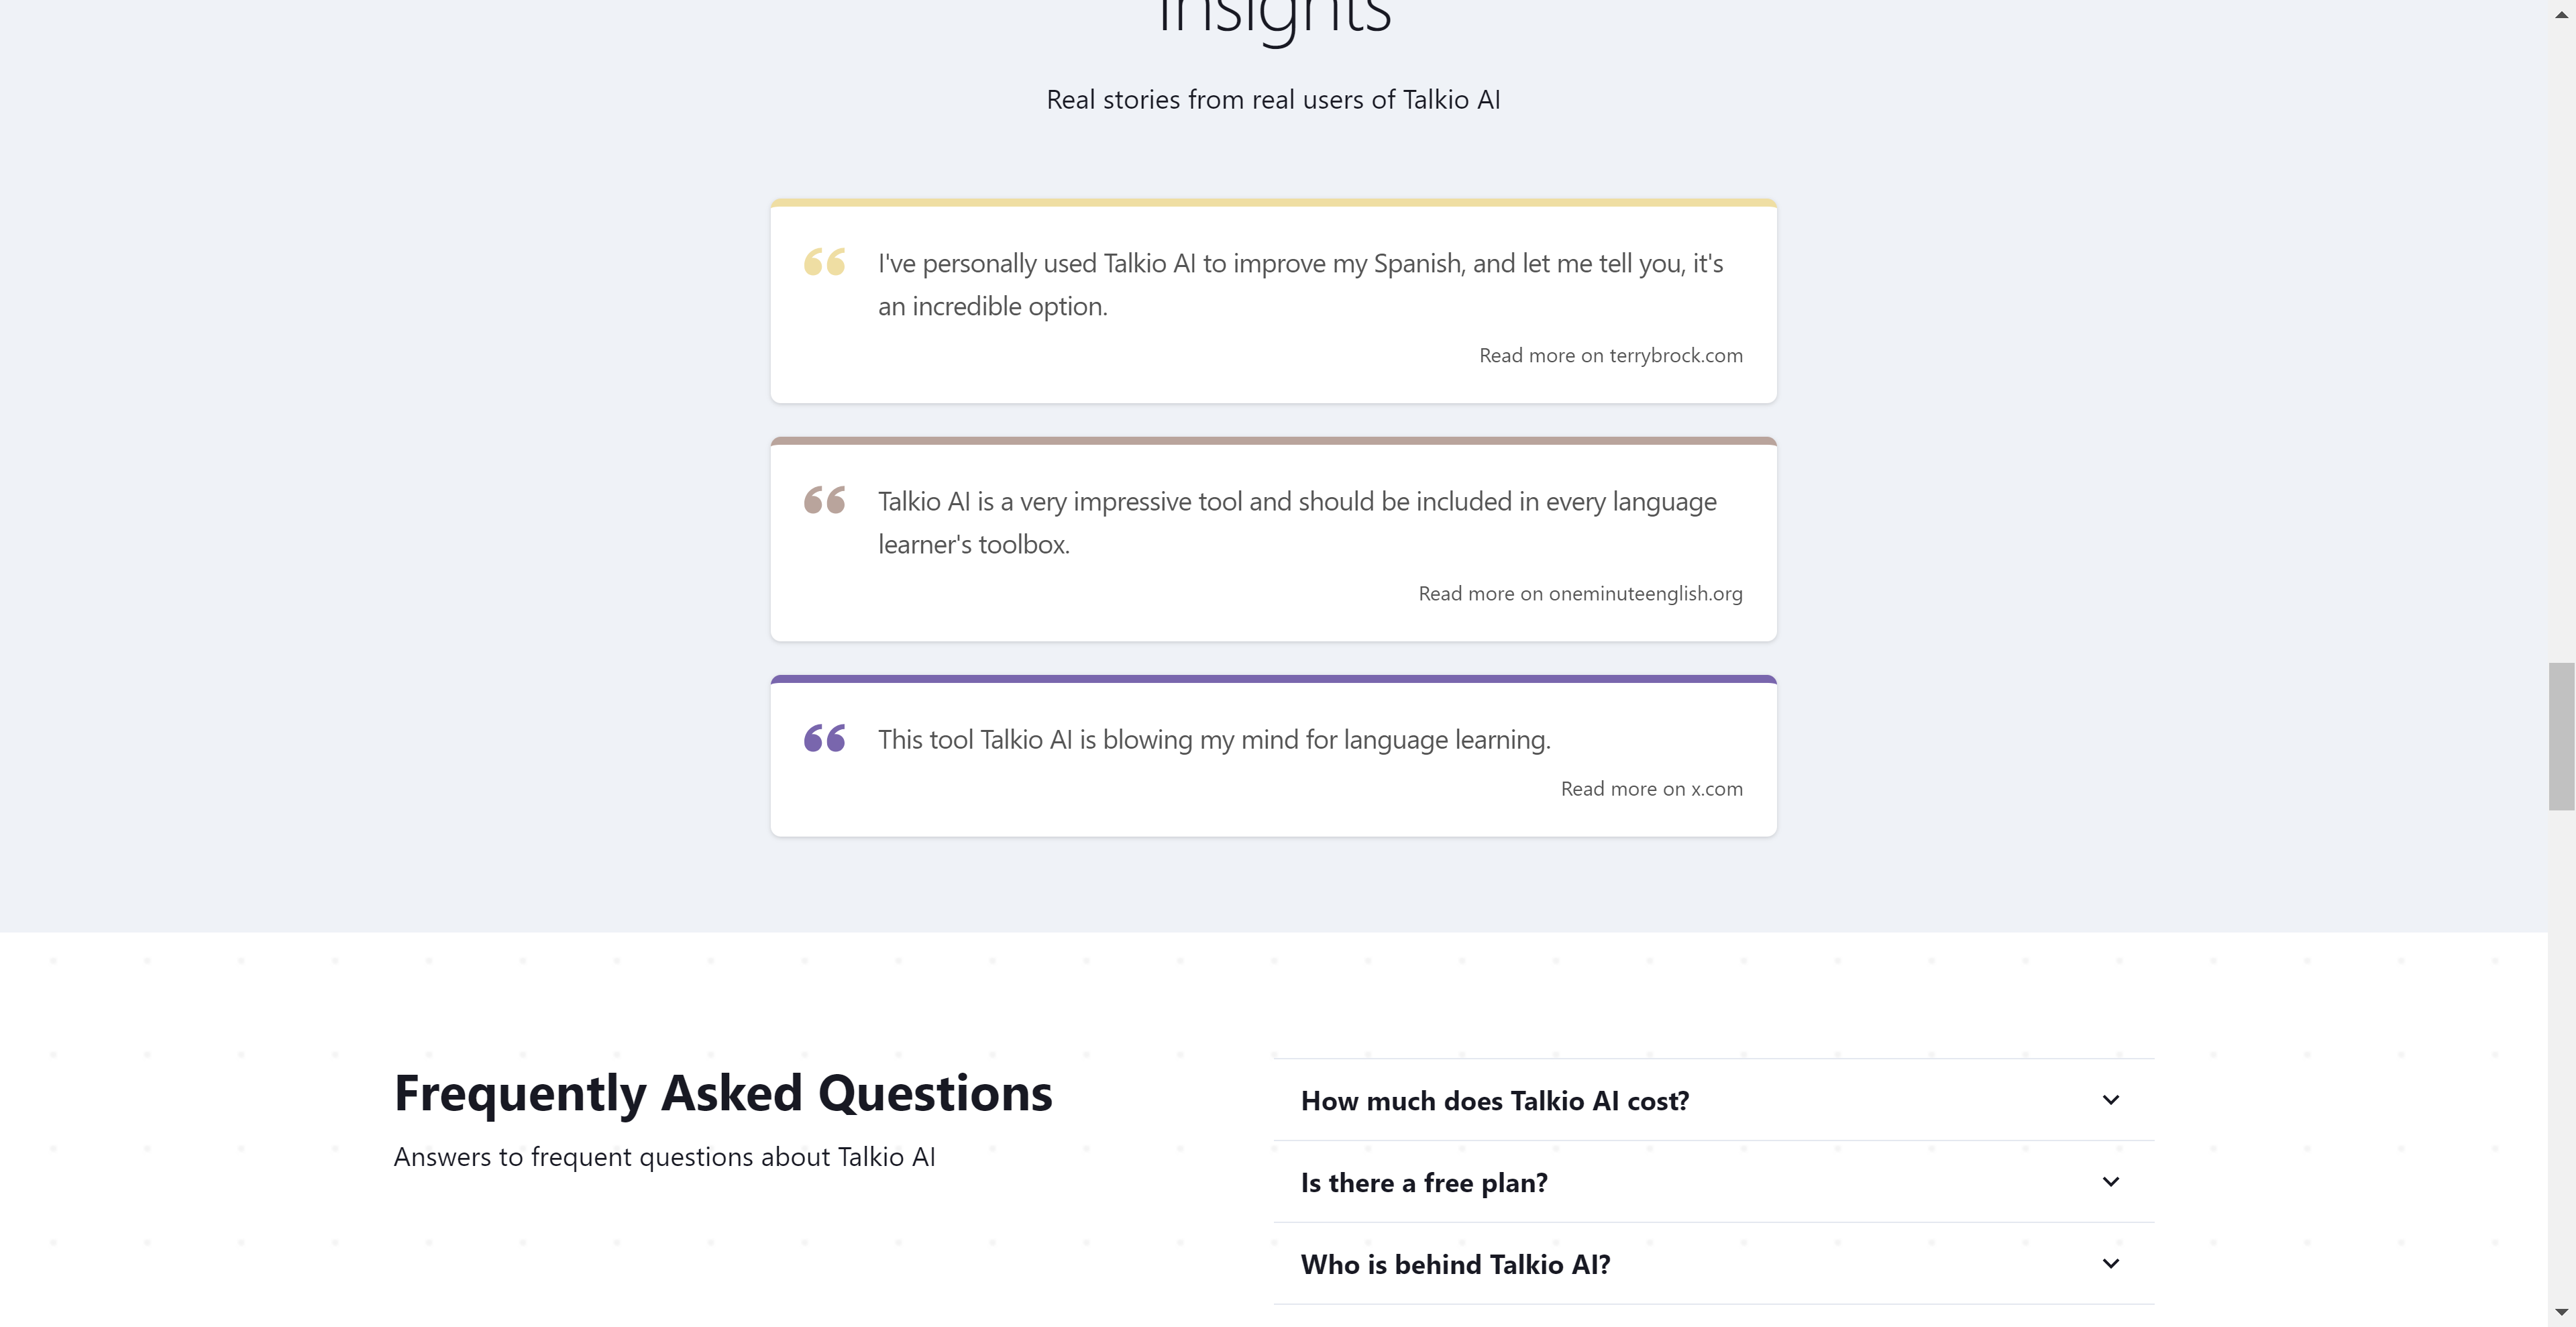 Insights
Real stories from real users of Talkio AI
I've personally used Talkio AI to improve my Spanish, and let me tell you, it's
an incredible option.
Read more on terrybrock.com
Talkio AI is a very impressive tool and should be included in every language
learner's toolbox.
Read more on oneminuteenglish.org
This tool Talkio AI is blowing my mind for language learning.
Read more on x.com
Frequently Asked Questions
Answers to frequent questions about Talkio AI
How much does Talkio AI cost?
Is there a free plan?
Who is behind Talkio AI?